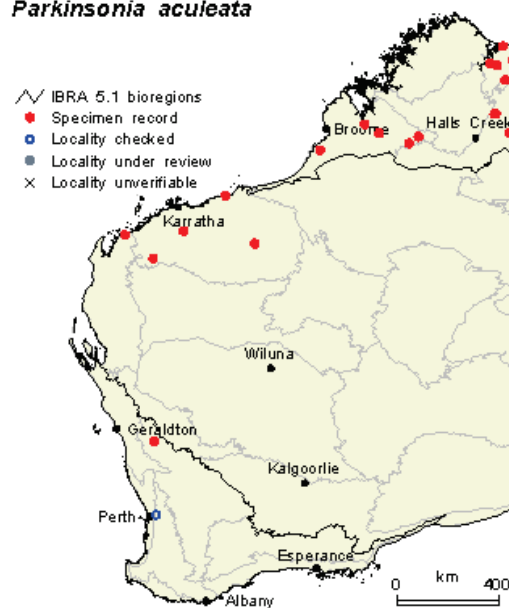 Parkinsonia aculeata
IBRA 5.1 bioregions
Specimen record
Locality checked
Locality under review
Locality unverifiable
Broome
Halls Creek
Karratha
Wiluna
Geraldton
Kalgoorlie
Perth
Esperance
Albany
km
0 400